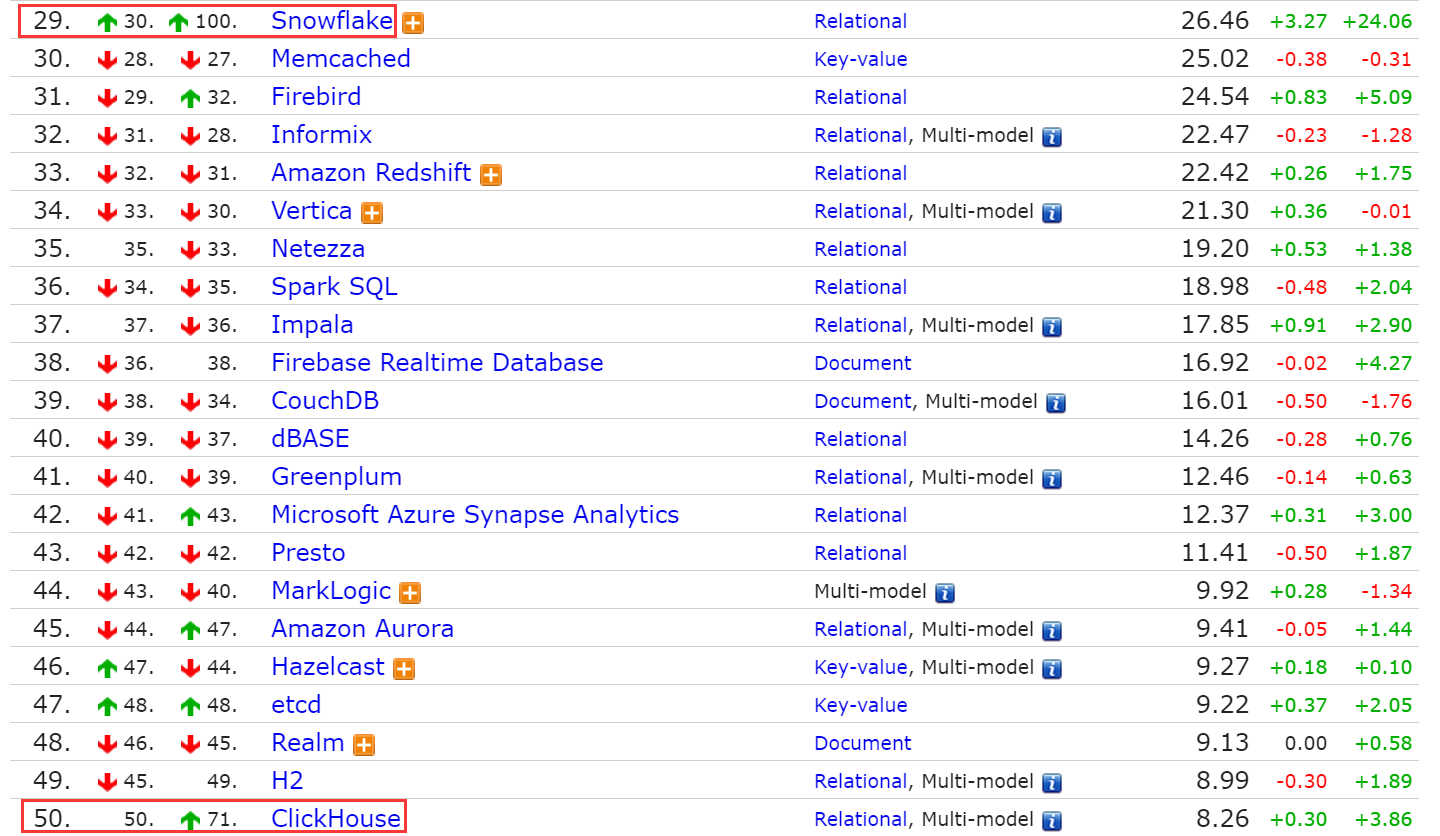 29. 30. 100. Snowflake Relational 26.46 +3.27 +24.06
30. 28. 27. Memcached Key-value 25.02 -0.38 -0.31
31. 29. 32. Firebird Relational 24.54 +0.83 +5.09
32. 31. 28. Informix Relational, Multi-model i 22.47 -0.23 -1.28
33. 32. 31. Amazon Redshift Relational 22.42 +0.26 +1.75
34. 33. 30. Vertica Relational, Multi-model i 21.30 +0.36 -0.01
35. 35. 33. Netezza Relational 19.20 +0.53 +1.38
36. 34. 35. Spark SQL Relational 18.98 -0.48 +2.04
37. 37. 36. Impala Relational, Multi-model i 17.85 +0.91 +2.90
38. 36. 38. Firebase Realtime Database Document 16.92 -0.02 +4.27
39. 38. 34. CouchDB Document, Multi-model i 16.01 -0.50 -1.76
40. 39. 37. dBASE Relational 14.26 -0.28 +0.76
41. 40. 39. Greenplum Relational, Multi-model i 12.46 -0.14 +0.63
42. 41. 43. Microsoft Azure Synapse Analytics Relational 12.37 +0.31 +3.00
43. 42. 42. Presto Relational 11.41 -0.50 +1.87
44. 43. 40. MarkLogic Multi-model i 9.92 +0.28 -1.34
45. 44. 47. Amazon Aurora Relational, Multi-model i 9.41 -0.05 +1.44
46. 47. 44. Hazelcast Key-value, Multi-model i 9.27 +0.18 +0.10
47. 48. 48. etcd Key-value 9.22 +0.37 +2.05
48. 46. 45. Realm Document 9.13 0.00 +0.58
49. 45. 49. H2 Relational, Multi-model i 8.99 -0.30 +1.89
50. 50. 71. ClickHouse Relational, Multi-model i 8.26 +0.30 +3.86